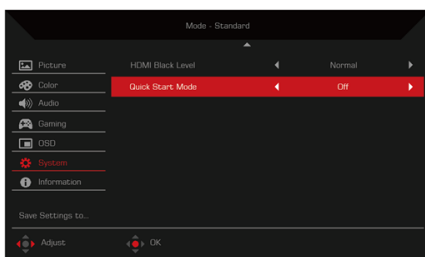 Mode - Standard
Picture
HDMI Black Level Normal
Color
Quick Start Mode Off
Audio
Gaming
OSD
System
Information
Save Settings to...
Adjust OK